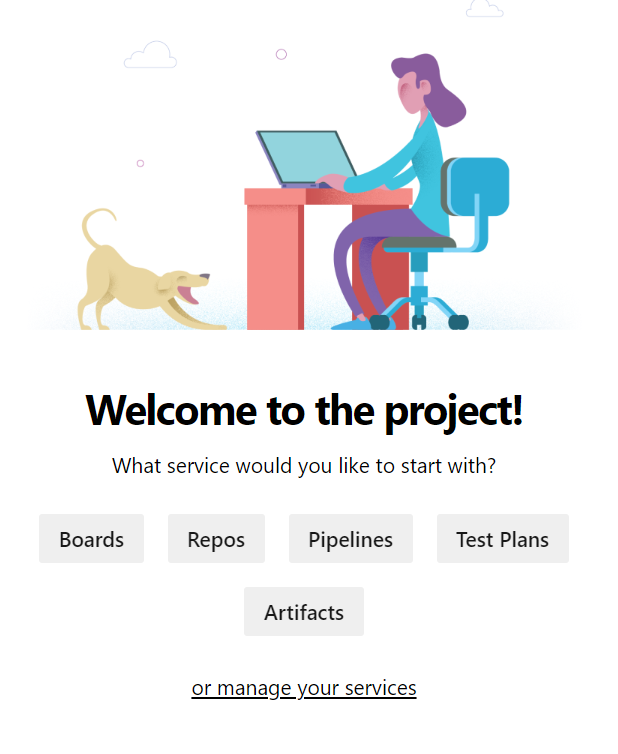 Welcome to the project!
What service would you like to start with?
Boards Repos Pipelines Test Plans
Artifacts
or manage your services